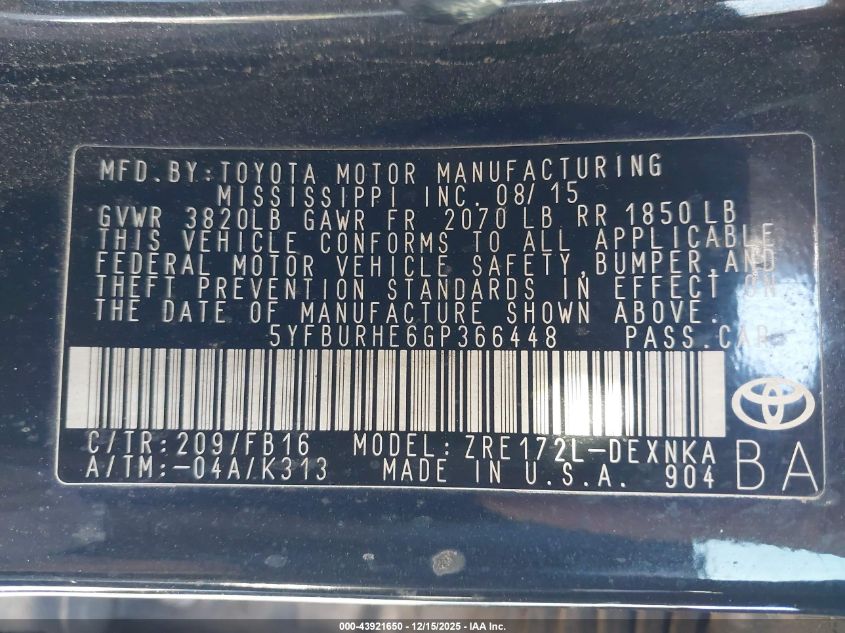 MFD.BY:TOYOTA MOTOR MANUFACTURING
MISSISSIPPI INC. 08/15
GVWR 3820LB GAWR FR 2070 LB RR 1850LB
THIS VEHICLE CONFORMS TO ALL APPLICABLE
FEDERAL MOTOR VEHICLE SAFETY,BUMPER,AND
THEFT PREVENTION STANDARDS IN EFFECT ON
THE DATE OF MANUFACTURE SHOWN ABOVE.
5YFBURHE6GP366448 PASS.CAR
C/TR:209/FB16 MODEL:ZRE172L-DEXNKA
A/TM:-04A/K313 MADE IN U.S.A. 904
BA
000-43921650 - 12/15/2025 - IAA Inc.